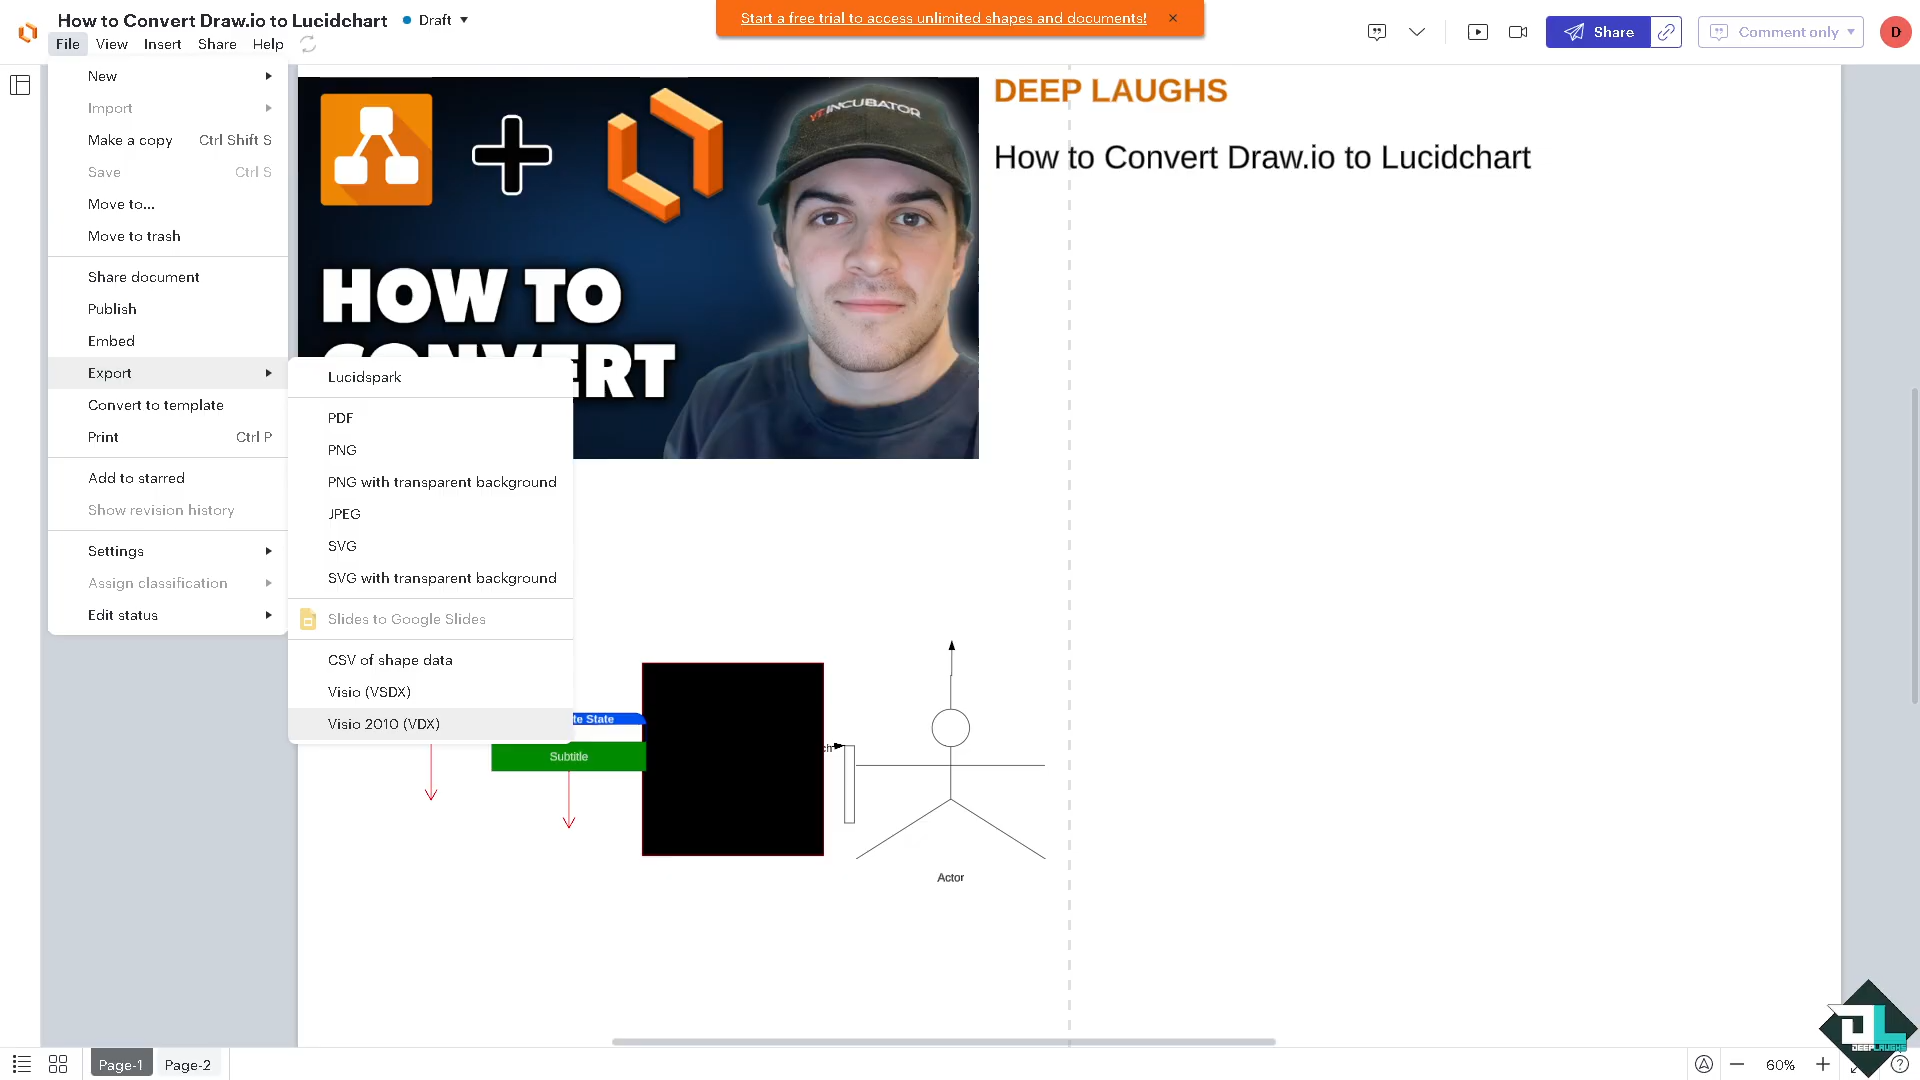 How to Convert Draw.io to Lucidchart
Draft
Start a free trial to access unlimited shapes and documents!
File View Insert Share Help
Share
Comment only
D
New
Import
Make a copy Ctrl Shift S
Save Ctrl S
Move to...
Move to trash
Share document
Publish
Embed
Export
Convert to template
Print Ctrl P
Add to starred
Show revision history
Settings
Assign classification
Edit status
Lucidspark
PDF
PNG
PNG with transparent background
JPEG
SVG
SVG with transparent background
Slides to Google Slides
CSV of shape data
Visio (VSDX)
Visio 2010 (VDX)
YTINCUBATOR
HOW TO
CONVERT
DEEP LAUGHS
How to Convert Draw.io to Lucidchart
te State
Subtitle
ch
Actor
Page-1 Page-2
60%
DEEPLAUGHS